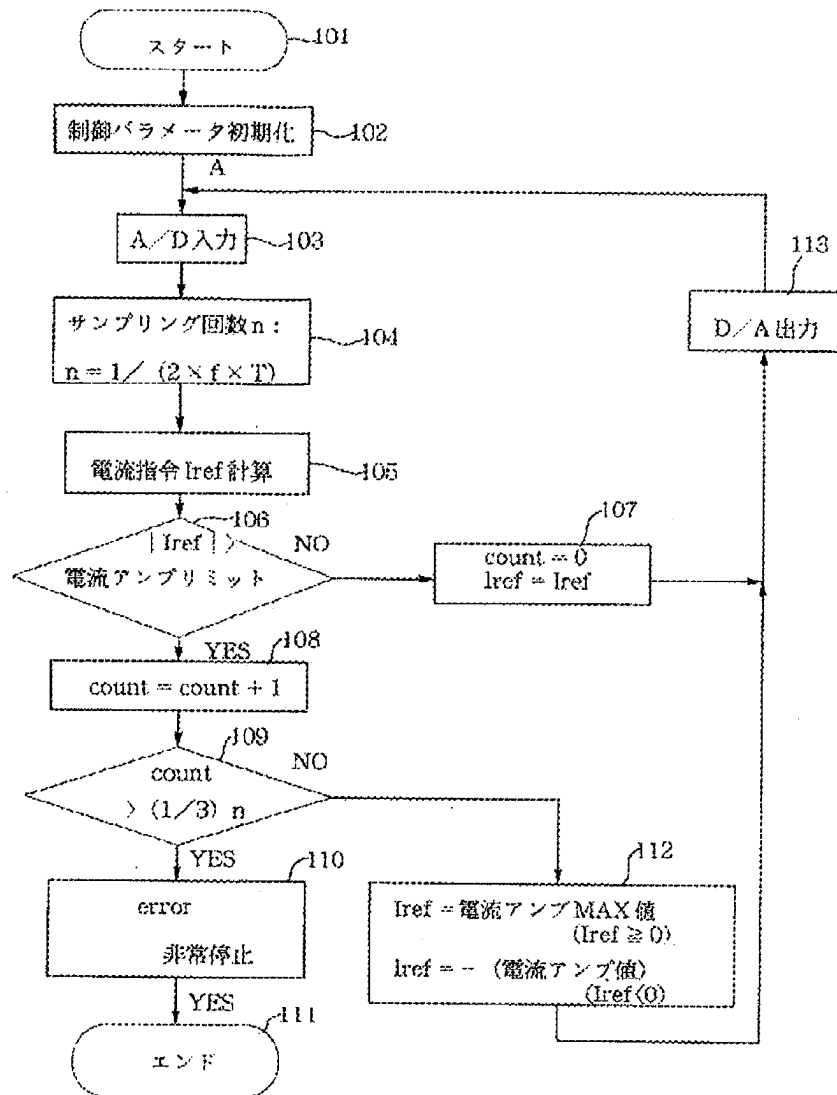 スタート
101
制御パラメータ初期化
102
A
A/D入力
103
サンプリング回数n:
n=1/(2×f×T)
104
電流指令Iref計算
105
106
|Iref|>
電流アンプリミット
NO
107
count=0
Iref=Iref
113
D/A出力
YES
108
count=count+1
109
count
>(1/3)n
NO
YES
110
error
非常停止
112
Iref=電流アンプMAX値
(Iref≧0)
Iref=-(電流アンプ値)
(Iref<0)
YES
111
エンド